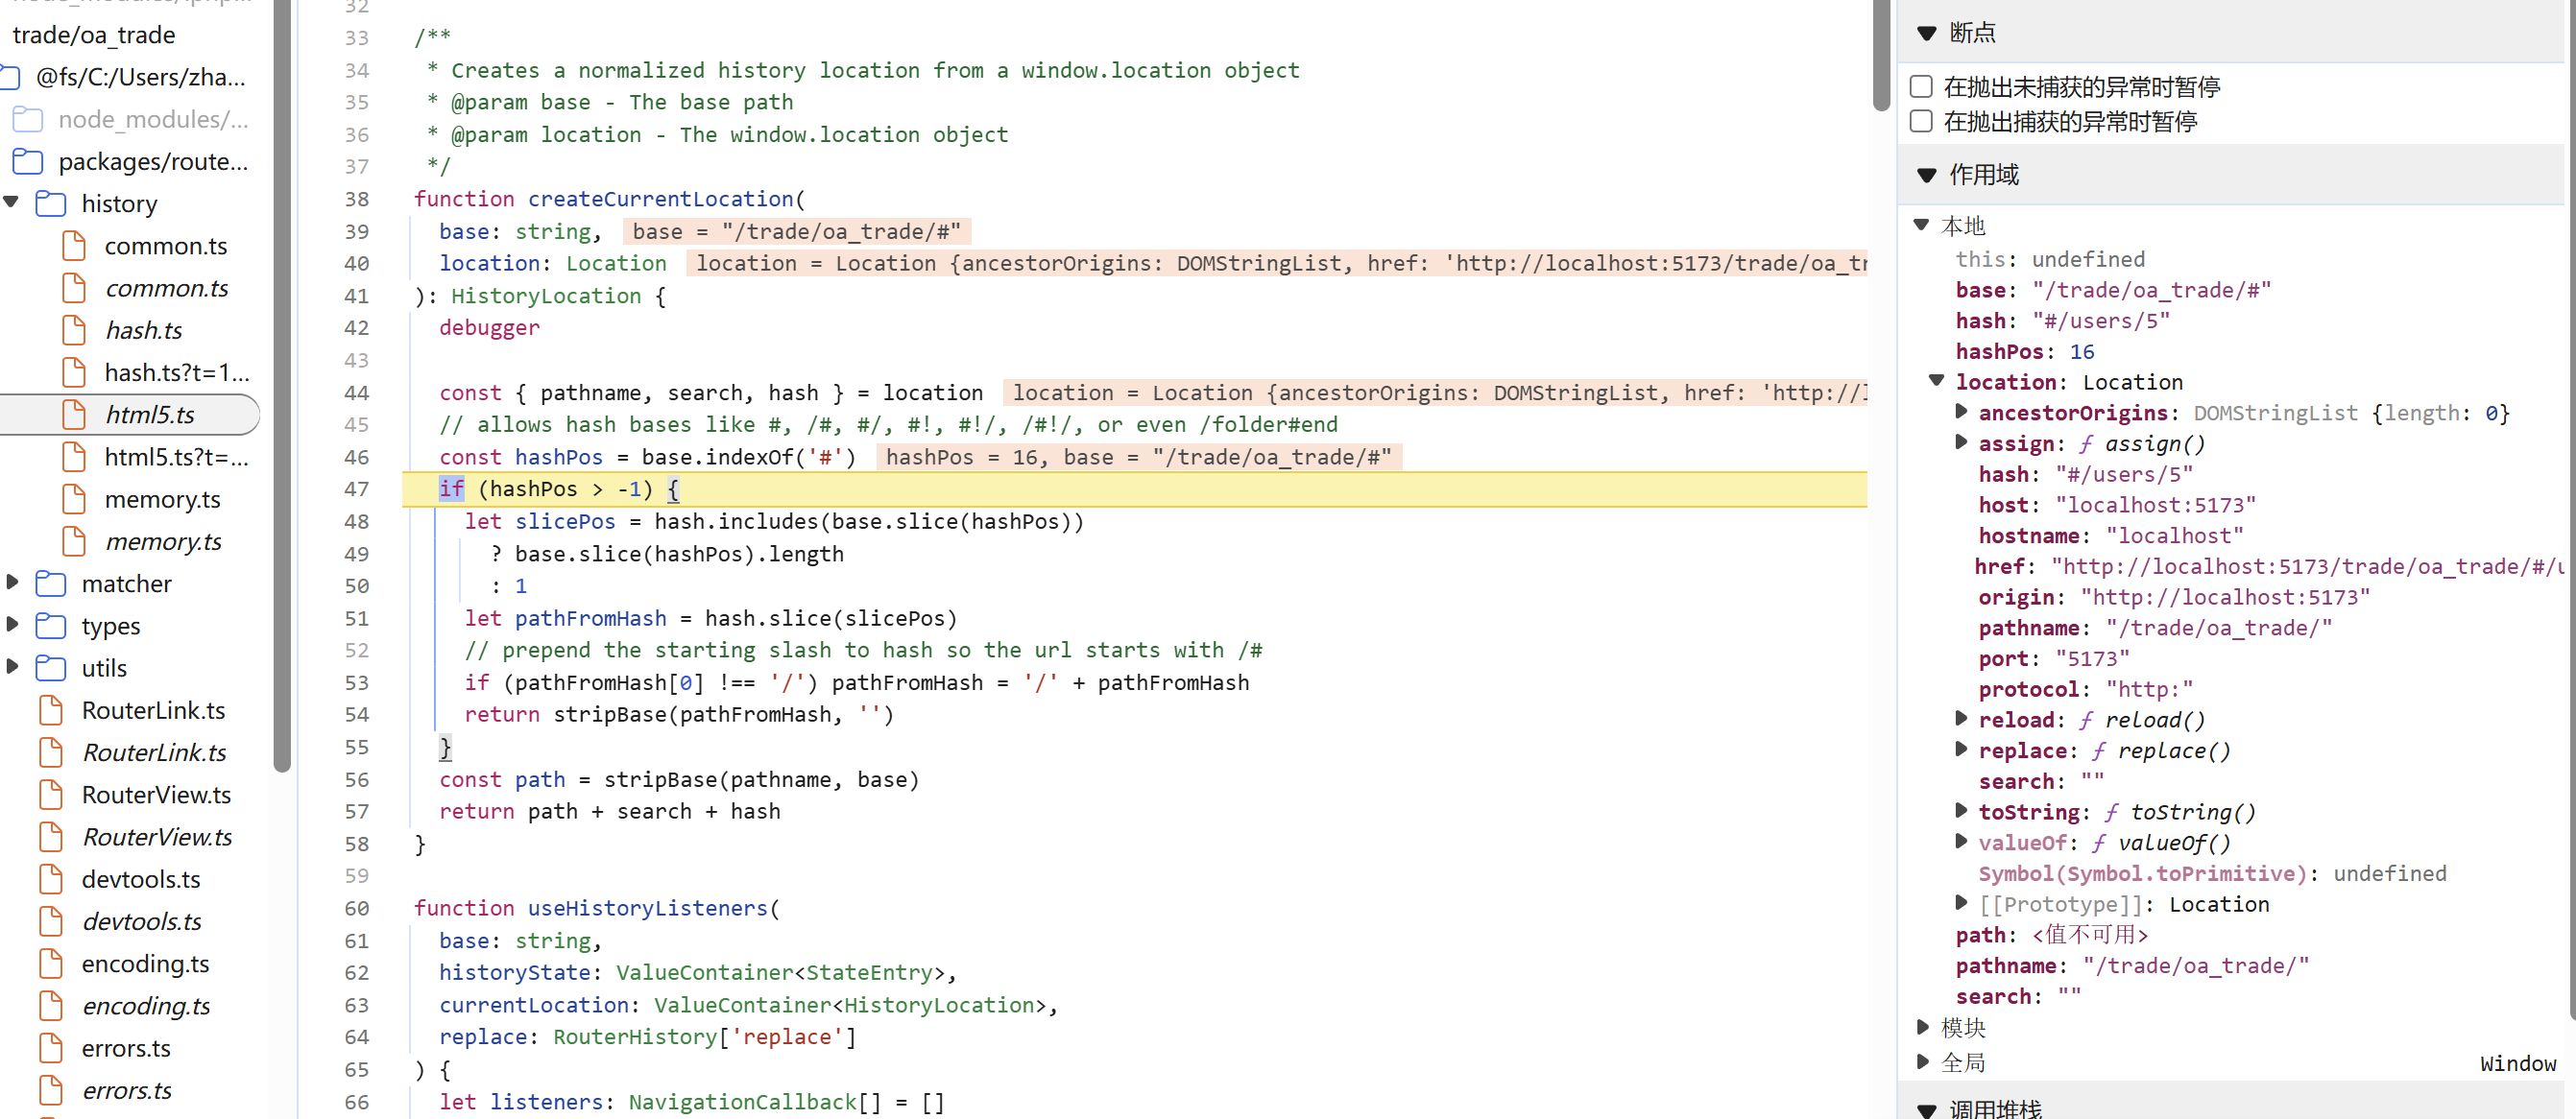 trade/oa_trade
@fs/C:/Users/zha...
node_modules/...
packages/route...
history
common.ts
common.ts
hash.ts
hash.ts?t=1...
html5.ts
html5.ts?t=...
memory.ts
memory.ts
matcher
types
utils
RouterLink.ts
RouterLink.ts
RouterView.ts
RouterView.ts
devtools.ts
devtools.ts
encoding.ts
encoding.ts
errors.ts
errors.ts
32
33 /**
34 * Creates a normalized history location from a window.location object
35 * @param base - The base path
36 * @param location - The window.location object
37 */
38 function createCurrentLocation(
39 base: string, base = "/trade/oa_trade/#"
40 location: Location location = Location {ancestorOrigins: DOMStringList, href: 'http://localhost:5173/trade/oa_tr
41 ): HistoryLocation {
42 debugger
43
44 const { pathname, search, hash } = location location = Location {ancestorOrigins: DOMStringList, href: 'http://l
45 // allows hash bases like #, /#, #/, #!, #!/, /#!/, or even /folder#end
46 const hashPos = base.indexOf('#') hashPos = 16, base = "/trade/oa_trade/#"
47 if (hashPos > -1) {
48 let slicePos = hash.includes(base.slice(hashPos))
49 ? base.slice(hashPos).length
50 : 1
51 let pathFromHash = hash.slice(slicePos)
52 // prepend the starting slash to hash so the url starts with /#
53 if (pathFromHash[0] !== '/') pathFromHash = '/' + pathFromHash
54 return stripBase(pathFromHash, '')
55 }
56 const path = stripBase(pathname, base)
57 return path + search + hash
58 }
59
60 function useHistoryListeners(
61 base: string,
62 historyState: ValueContainer<StateEntry>,
63 currentLocation: ValueContainer<HistoryLocation>,
64 replace: RouterHistory['replace']
65 ) {
66 let listeners: NavigationCallback[] = []
断点
在抛出未捕获的异常时暂停
在抛出捕获的异常时暂停
作用域
本地
this: undefined
base: "/trade/oa_trade/#"
hash: "#/users/5"
hashPos: 16
location: Location
ancestorOrigins: DOMStringList {length: 0}
assign: ƒ assign()
hash: "#/users/5"
host: "localhost:5173"
hostname: "localhost"
href: "http://localhost:5173/trade/oa_trade/#/u
origin: "http://localhost:5173"
pathname: "/trade/oa_trade/"
port: "5173"
protocol: "http:"
reload: ƒ reload()
replace: ƒ replace()
search: ""
toString: ƒ toString()
valueOf: ƒ valueOf()
Symbol(Symbol.toPrimitive): undefined
[[Prototype]]: Location
path: <值不可用>
pathname: "/trade/oa_trade/"
search: ""
模块
全局 Window
调用堆栈